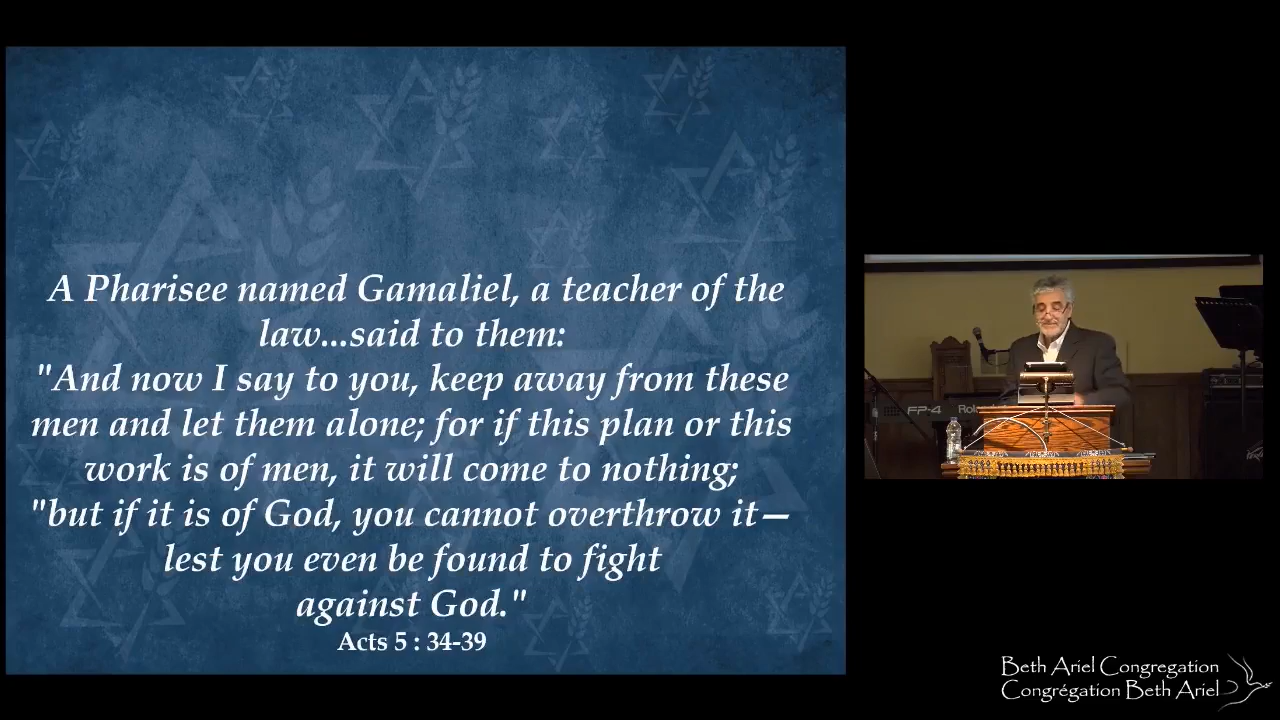 A Pharisee named Gamaliel, a teacher of the
law...said to them:
"And now I say to you, keep away from these
men and let them alone; for if this plan or this
work is of men, it will come to nothing;
"but if it is of God, you cannot overthrow it—
lest you even be found to fight
against God."
Acts 5 : 34-39
FP-4 Rol
Beth Ariel Congregation
Congrégation Beth Ariel